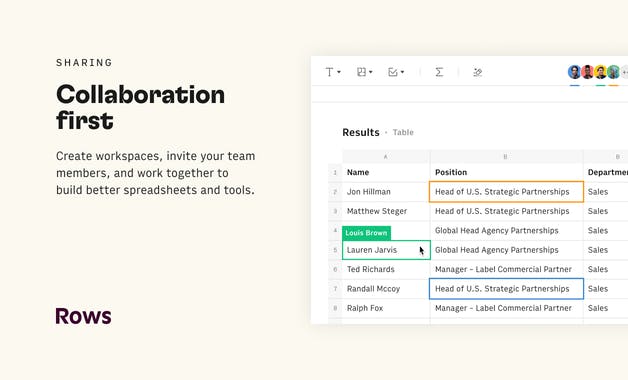 SHARING
Collaboration
first
Create workspaces, invite your team
members, and work together to
build better spreadsheets and tools.
Rows
T
Σ
Results · Table
A B B
1 Name Position Departme
2 Jon Hillman Head of U.S. Strategic Partnerships Sales
3 Matthew Steger Head of U.S. Strategic Partnerships Sales
4 Louis Brown Global Head Agency Partnerships Sales
5 Lauren Jarvis Global Head Agency Partnerships Sales
6 Ted Richards Manager – Label Commercial Partner Sales
7 Randall Mccoy Head of U.S. Strategic Partnerships Sales
8 Ralph Fox Manager – Label Commercial Partner Sales